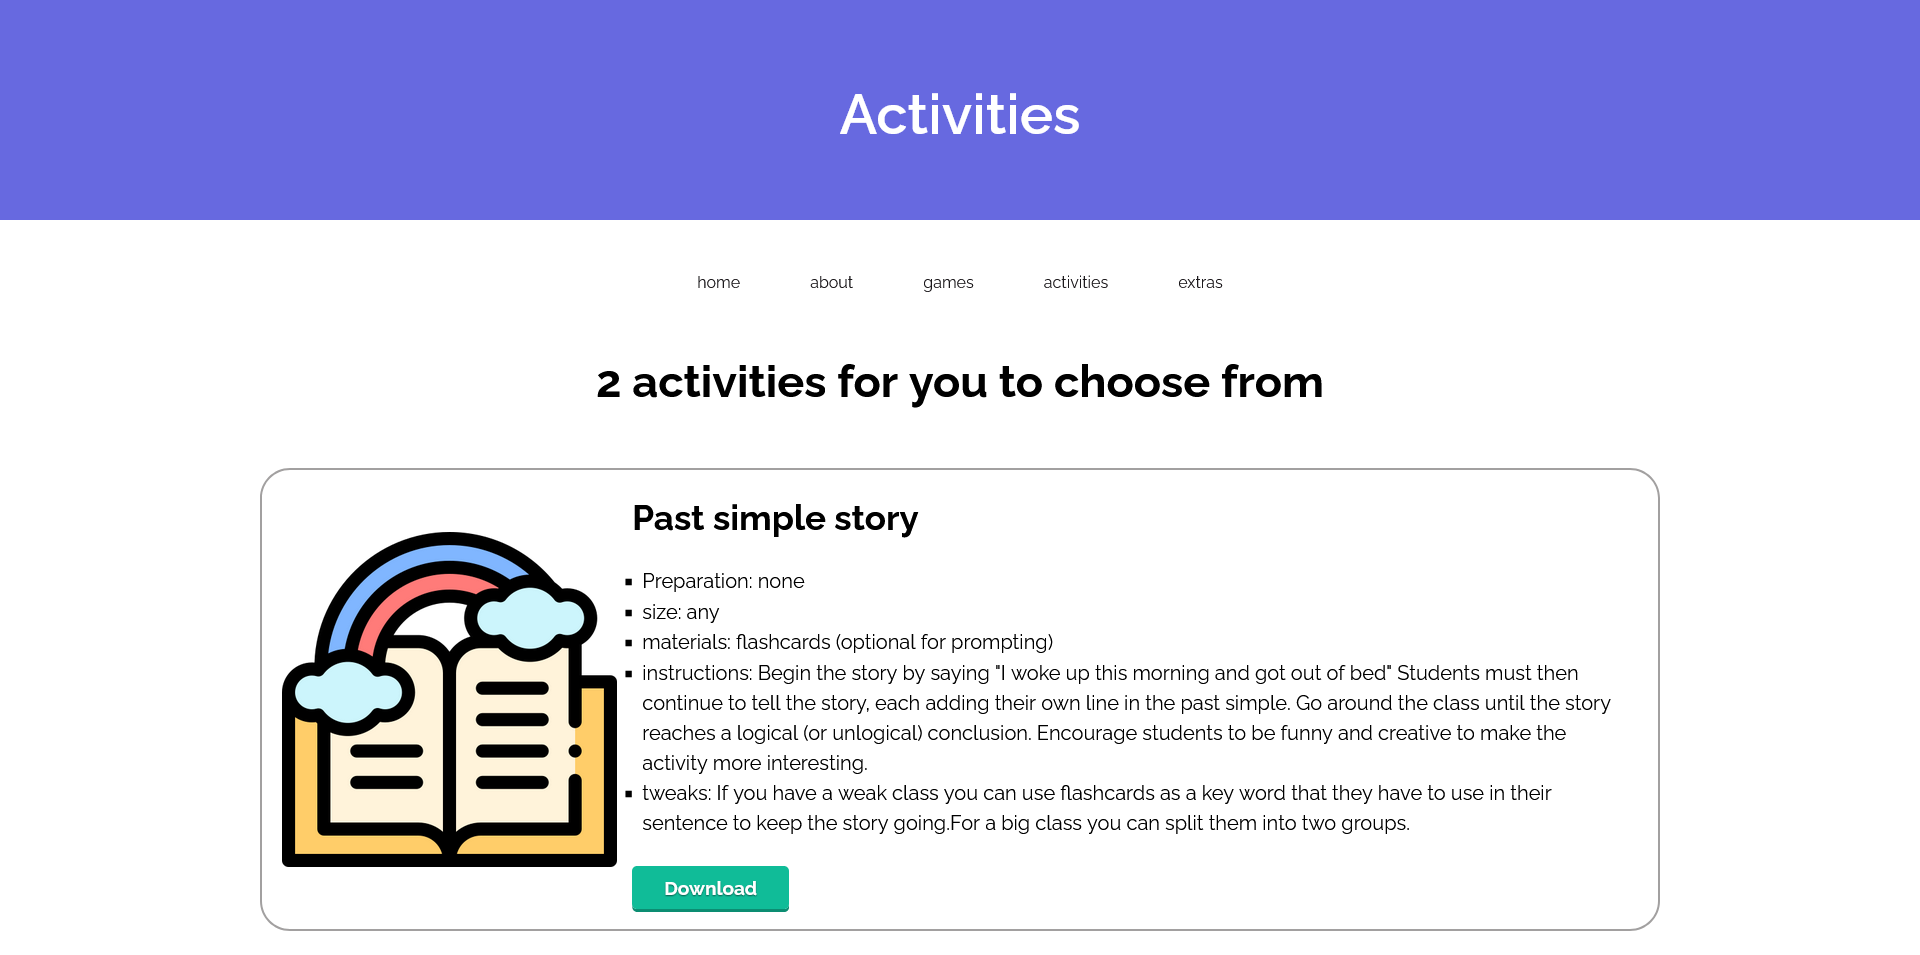 Activities
home about games activities extras
2 activities for you to choose from
Past simple story
Preparation: none
size: any
materials: flashcards (optional for prompting)
instructions: Begin the story by saying "I woke up this morning and got out of bed" Students must then
continue to tell the story, each adding their own line in the past simple. Go around the class until the story
reaches a logical (or unlogical) conclusion. Encourage students to be funny and creative to make the
activity more interesting.
tweaks: If you have a weak class you can use flashcards as a key word that they have to use in their
sentence to keep the story going.For a big class you can split them into two groups.
Download